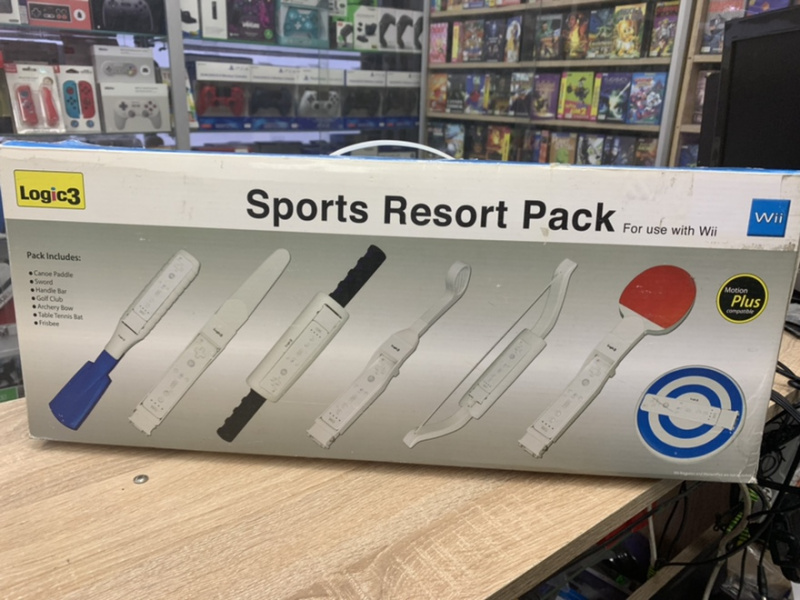 Logic3
Sports Resort Pack
For use with Wii
Wii
Pack Includes:
Canoe Paddle
Sword
Handle Bar
Golf Club
Archery Bow
Table Tennis Bat
Frisbee
Motion
Plus
compatible